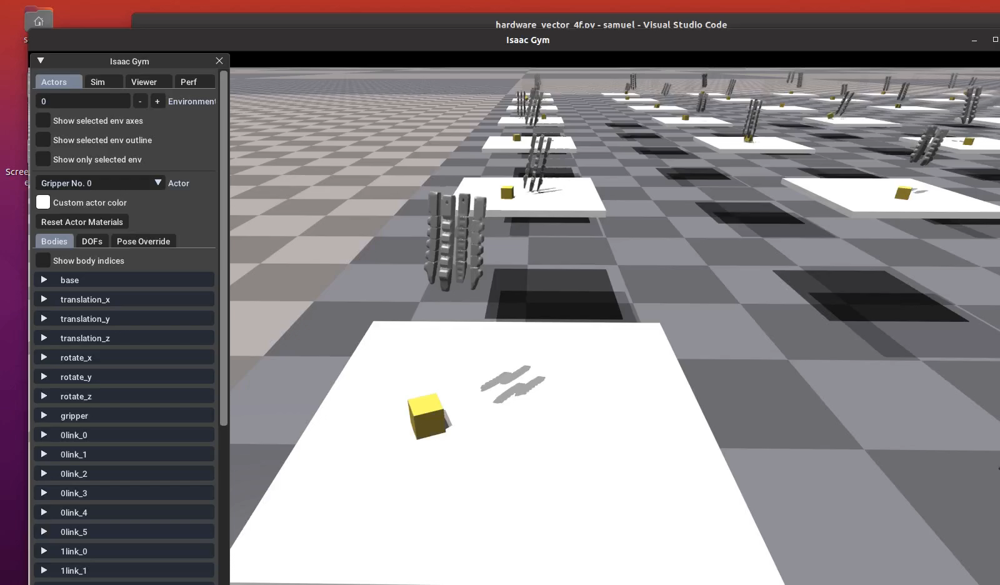 hardware_vector_4f.py - samuel - Visual Studio Code
Isaac Gym
Isaac Gym
Actors Sim Viewer Perf
0 - + Environment
Show selected env axes
Show selected env outline
Show only selected env
Gripper No. 0 Actor
Custom actor color
Reset Actor Materials
Bodies DOFs Pose Override
Show body indices
base
translation_x
translation_y
translation_z
rotate_x
rotate_y
rotate_z
gripper
0link_0
0link_1
0link_2
0link_3
0link_4
0link_5
1link_0
1link_1
s
Scree
e